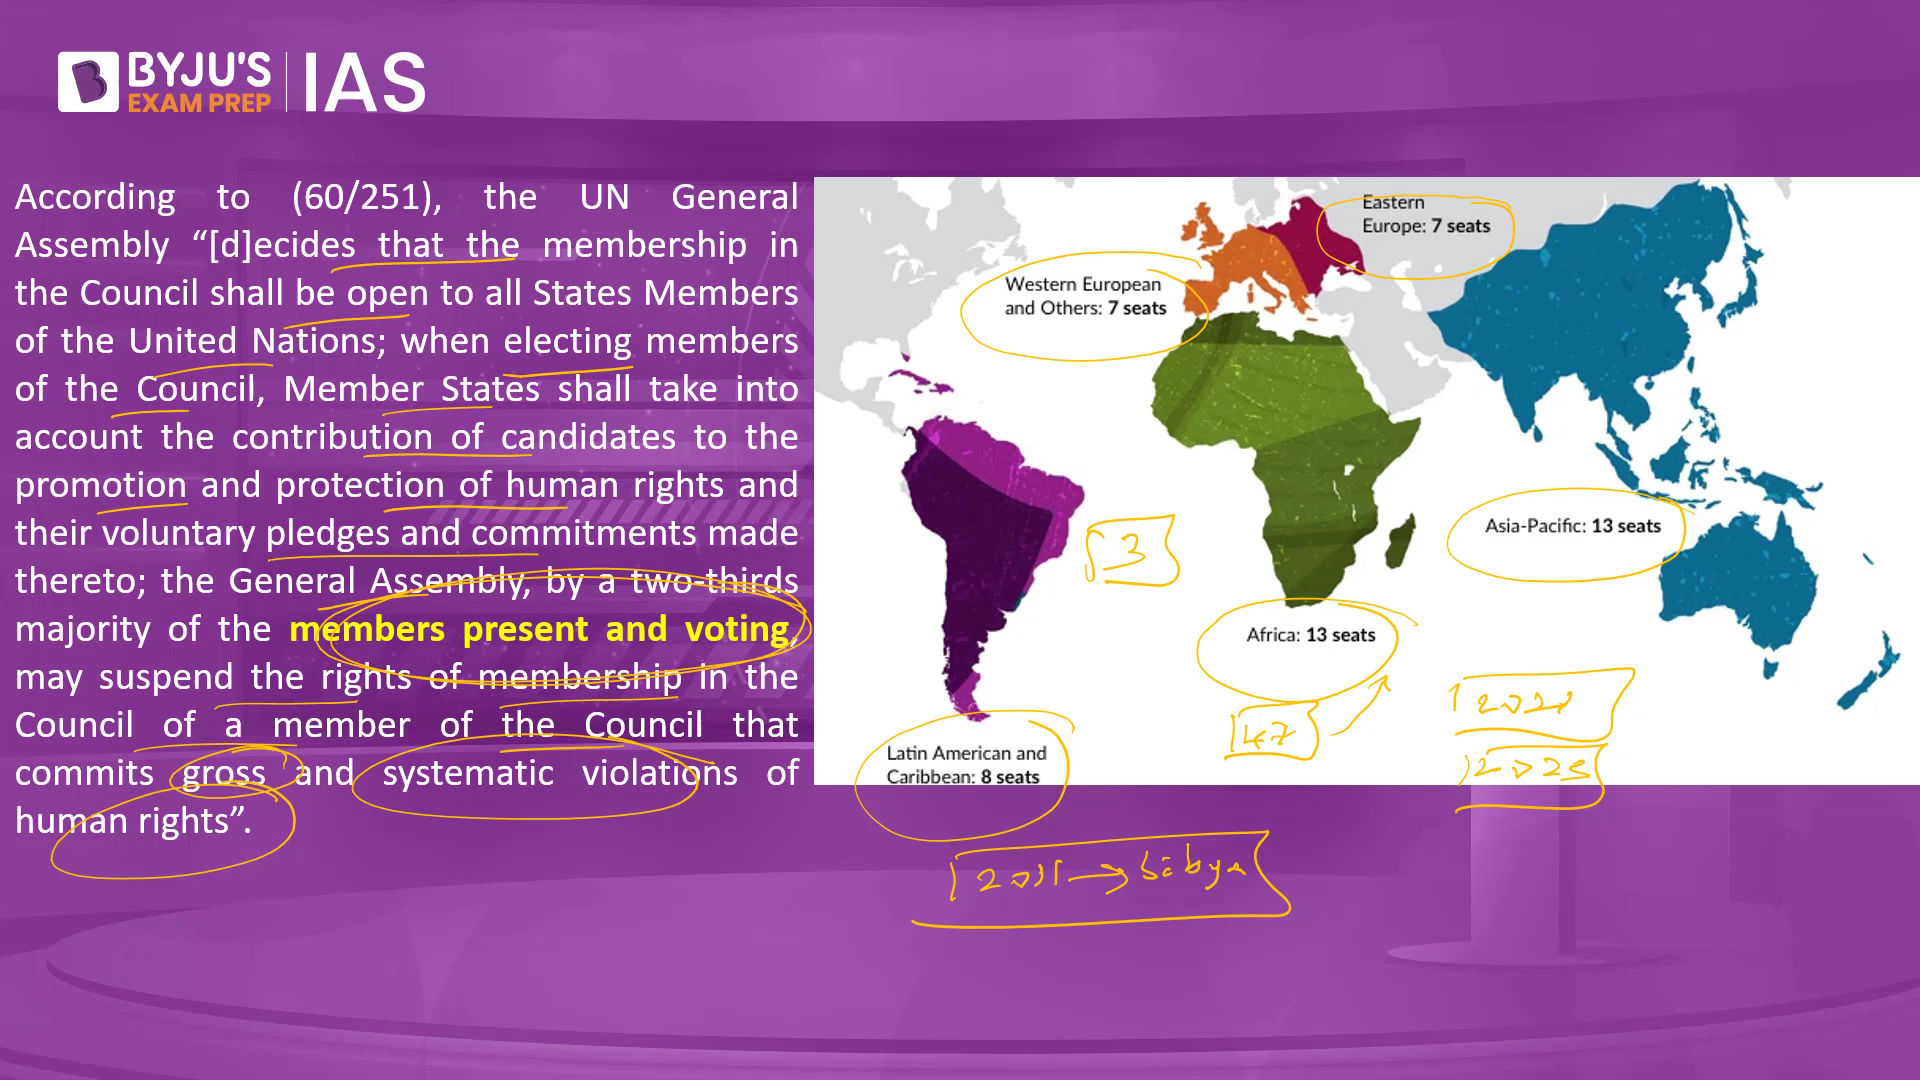 BYJU'S
EXAM PREP
IAS
According to (60/251), the UN General
Assembly “[d]ecides that the membership in
the Council shall be open to all States Members
of the United Nations; when electing members
of the Council, Member States shall take into
account the contribution of candidates to the
promotion and protection of human rights and
their voluntary pledges and commitments made
thereto; the General Assembly, by a two-thirds
majority of the members present and voting,
may suspend the rights of membership in the
Council of a member of the Council that
commits gross and systematic violations of
human rights”.
Eastern
Europe: 7 seats
Western European
and Others: 7 seats
Asia-Pacific: 13 seats
3
Africa: 13 seats
47
Latin American and
Caribbean: 8 seats
2011 →